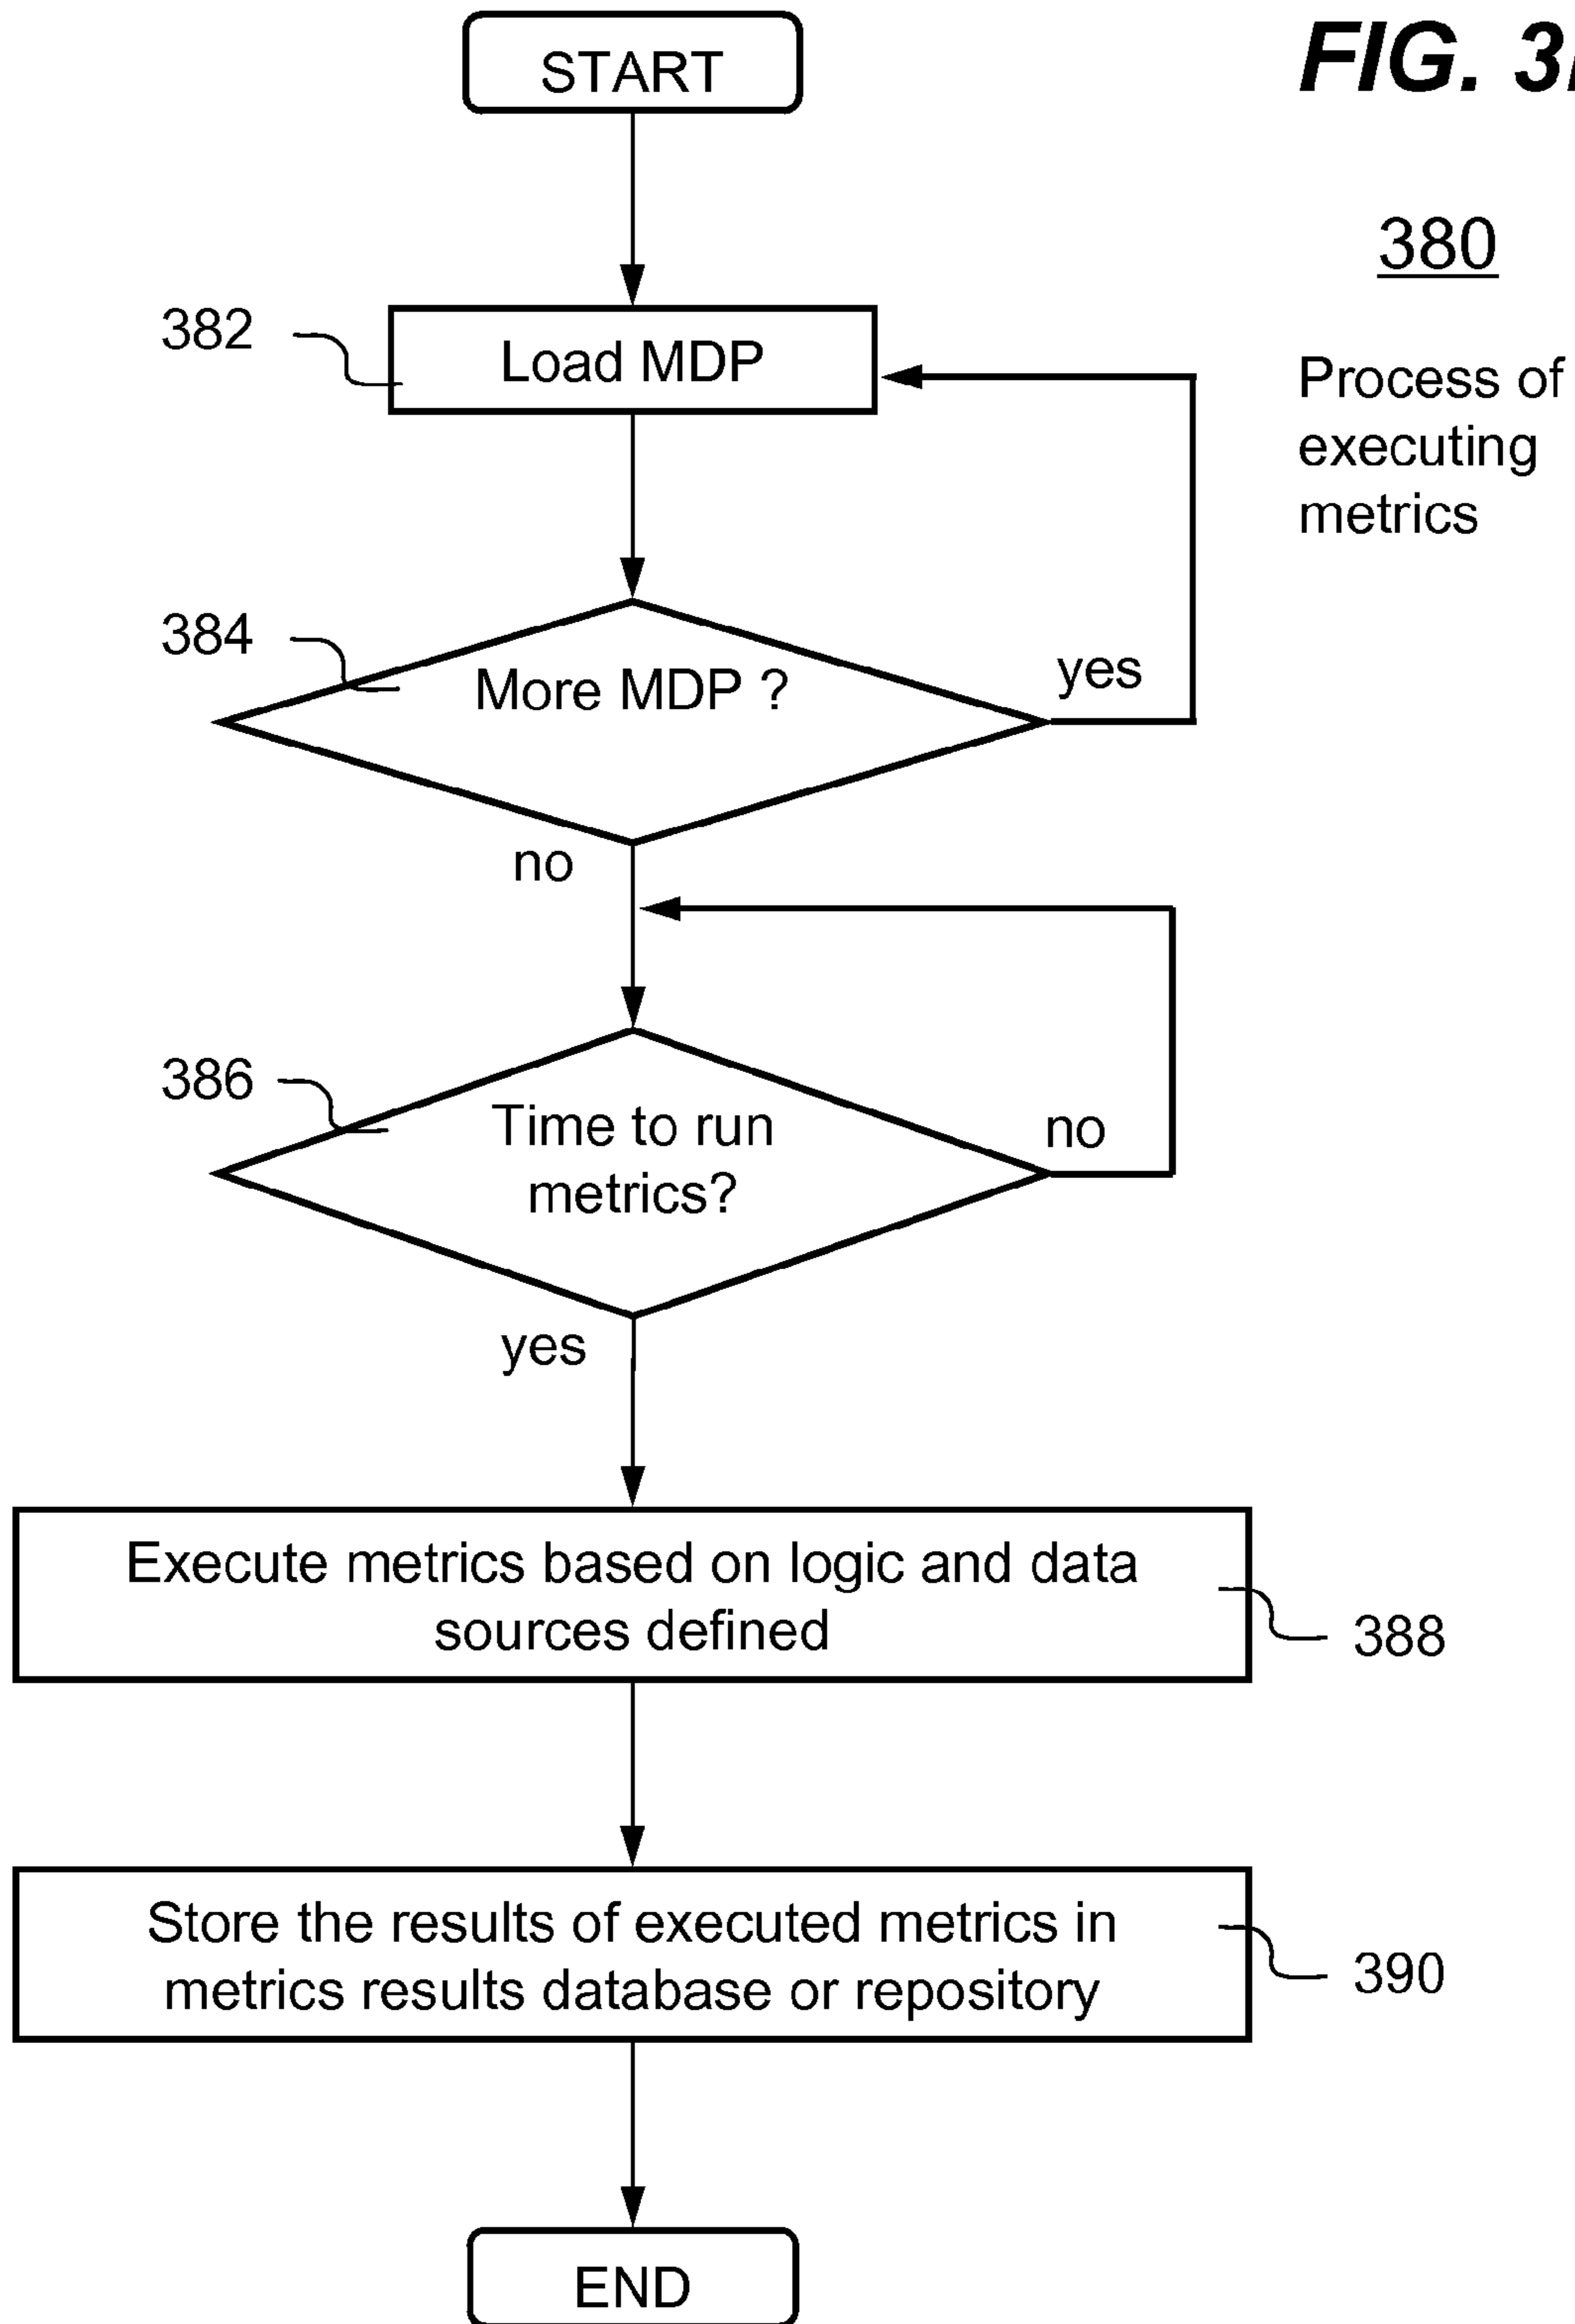 START
FIG. 3
380
Process of
executing
metrics
382
Load MDP
384
More MDP ?
yes
no
386
Time to run
metrics?
no
yes
Execute metrics based on logic and data
sources defined
388
Store the results of executed metrics in
metrics results database or repository
390
END